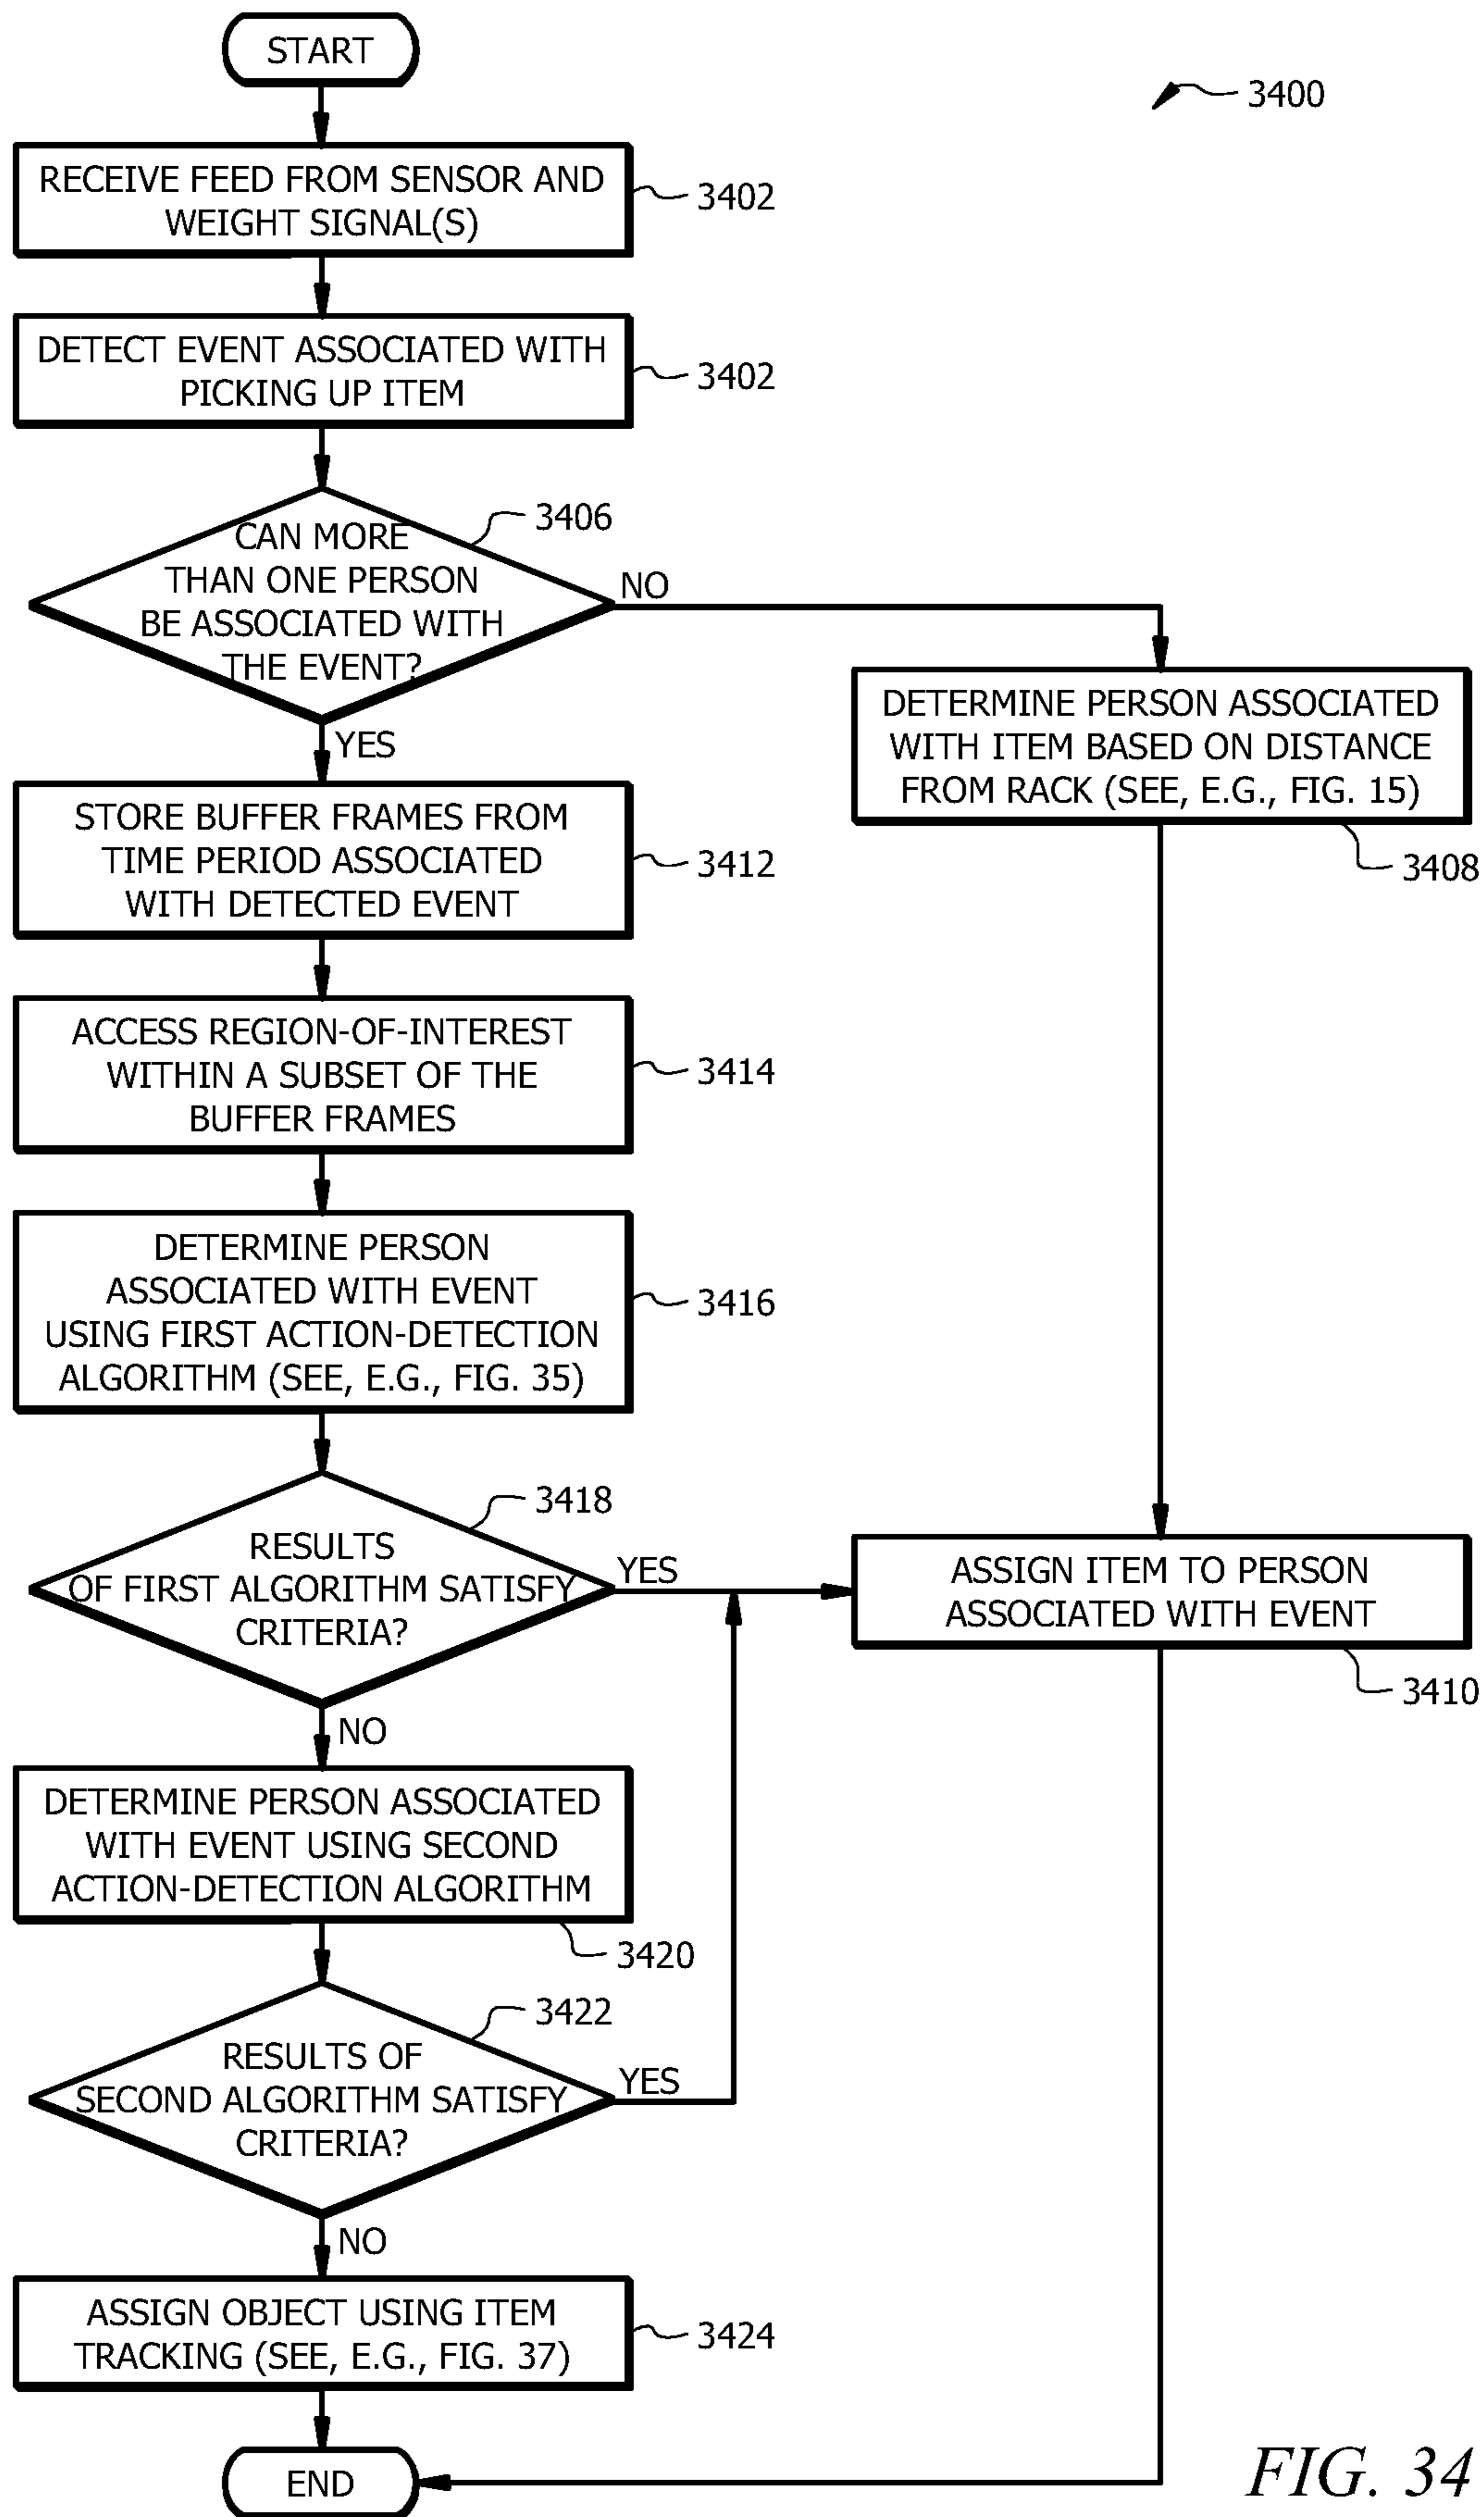 START
3400
RECEIVE FEED FROM SENSOR AND
WEIGHT SIGNAL(S)
3402
DETECT EVENT ASSOCIATED WITH
PICKING UP ITEM
3402
CAN MORE
THAN ONE PERSON
BE ASSOCIATED WITH
THE EVENT?
3406
NO
YES
DETERMINE PERSON ASSOCIATED
WITH ITEM BASED ON DISTANCE
FROM RACK (SEE, E.G., FIG. 15)
3408
STORE BUFFER FRAMES FROM
TIME PERIOD ASSOCIATED
WITH DETECTED EVENT
3412
ACCESS REGION-OF-INTEREST
WITHIN A SUBSET OF THE
BUFFER FRAMES
3414
DETERMINE PERSON
ASSOCIATED WITH EVENT
USING FIRST ACTION-DETECTION
ALGORITHM (SEE, E.G., FIG. 35)
3416
RESULTS
OF FIRST ALGORITHM SATISFY
CRITERIA?
3418
YES
NO
ASSIGN ITEM TO PERSON
ASSOCIATED WITH EVENT
3410
DETERMINE PERSON ASSOCIATED
WITH EVENT USING SECOND
ACTION-DETECTION ALGORITHM
3420
RESULTS OF
SECOND ALGORITHM SATISFY
CRITERIA?
3422
YES
NO
ASSIGN OBJECT USING ITEM
TRACKING (SEE, E.G., FIG. 37)
3424
END
FIG. 34